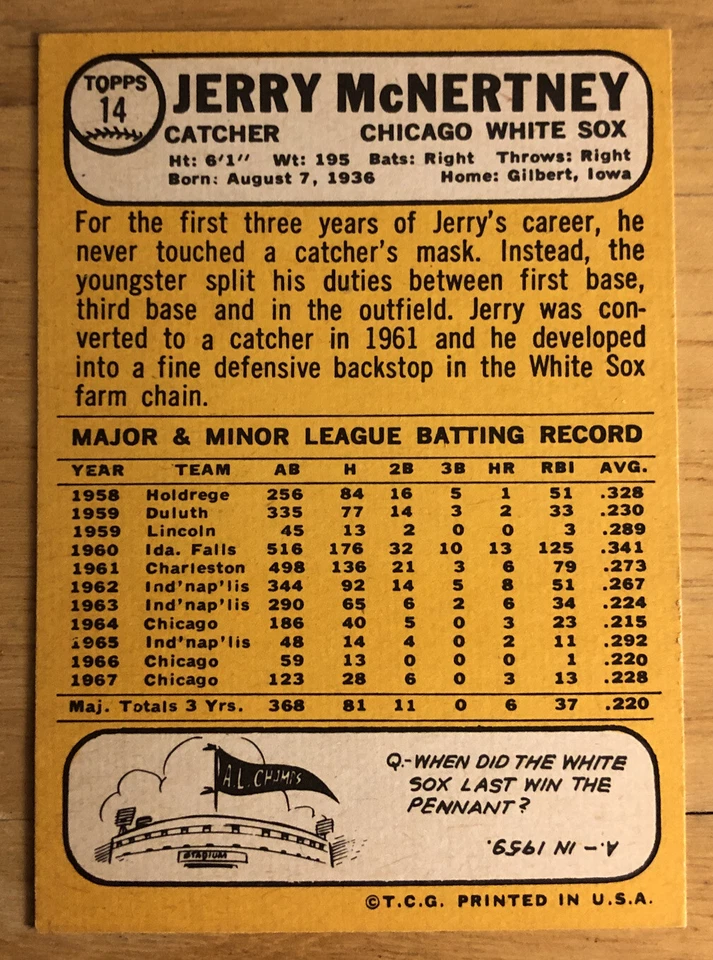 TOPPS
14
JERRY McNERTNEY
CATCHER CHICAGO WHITE SOX
Ht: 6'1" Wt: 195 Bats: Right Throws: Right
Born: August 7, 1936 Home: Gilbert, Iowa
For the first three years of Jerry's career, he
never touched a catcher's mask. Instead, the
youngster split his duties between first base,
third base and in the outfield. Jerry was con-
verted to a catcher in 1961 and he developed
into a fine defensive backstop in the White Sox
farm chain.
MAJOR & MINOR LEAGUE BATTING RECORD
YEAR TEAM AB H 2B 3B HR RBI AVG.
1958 Holdrege 256 84 16 5 1 51 .328
1959 Duluth 335 77 14 3 2 33 .230
1959 Lincoln 45 13 2 0 0 3 .289
1960 Ida. Falls 516 176 32 10 13 125 .341
1961 Charleston 498 136 21 3 6 79 .273
1962 Ind'nap'lis 344 92 14 5 8 51 .267
1963 Ind'nap'lis 290 65 6 2 6 34 .224
1964 Chicago 186 40 5 0 3 23 .215
1965 Ind'nap'lis 48 14 4 0 2 11 .292
1966 Chicago 59 13 0 0 0 1 .220
1967 Chicago 123 28 6 0 3 13 .228
Maj. Totals 3 Yrs. 368 81 11 0 6 37 .220
A.L. CHAMPS
STADIUM
Q.-WHEN DID THE WHITE
SOX LAST WIN THE
PENNANT?
A.-IN 1959.
©T.C.G. PRINTED IN U.S.A.